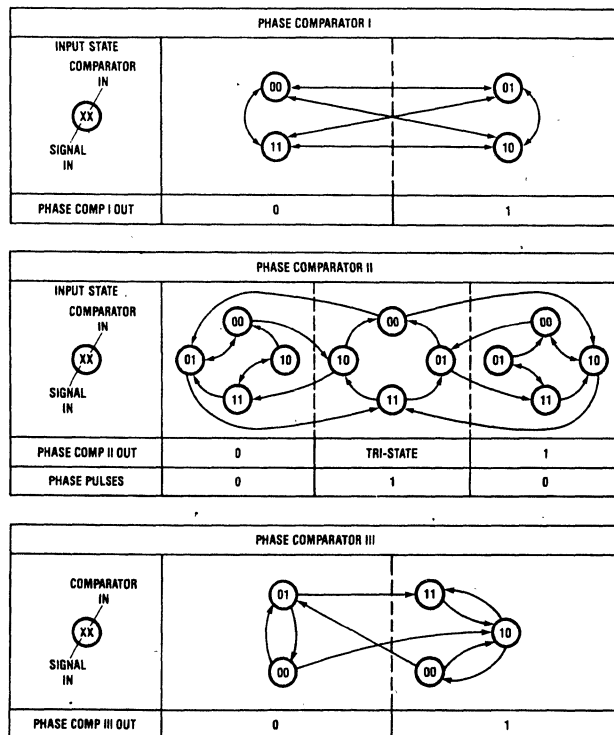 PHASE COMPARATOR I
INPUT STATE
COMPARATOR
IN
XX
SIGNAL
IN
00
01
11
10
PHASE COMP I OUT
0
1
PHASE COMPARATOR II
INPUT STATE
COMPARATOR
IN
XX
SIGNAL
IN
00
00
00
01
10
10
01
01
10
11
11
11
PHASE COMP II OUT
0
TRI-STATE
1
PHASE PULSES
0
1
0
PHASE COMPARATOR III
COMPARATOR
IN
XX
SIGNAL
IN
01
11
10
00
00
PHASE COMP III OUT
0
1